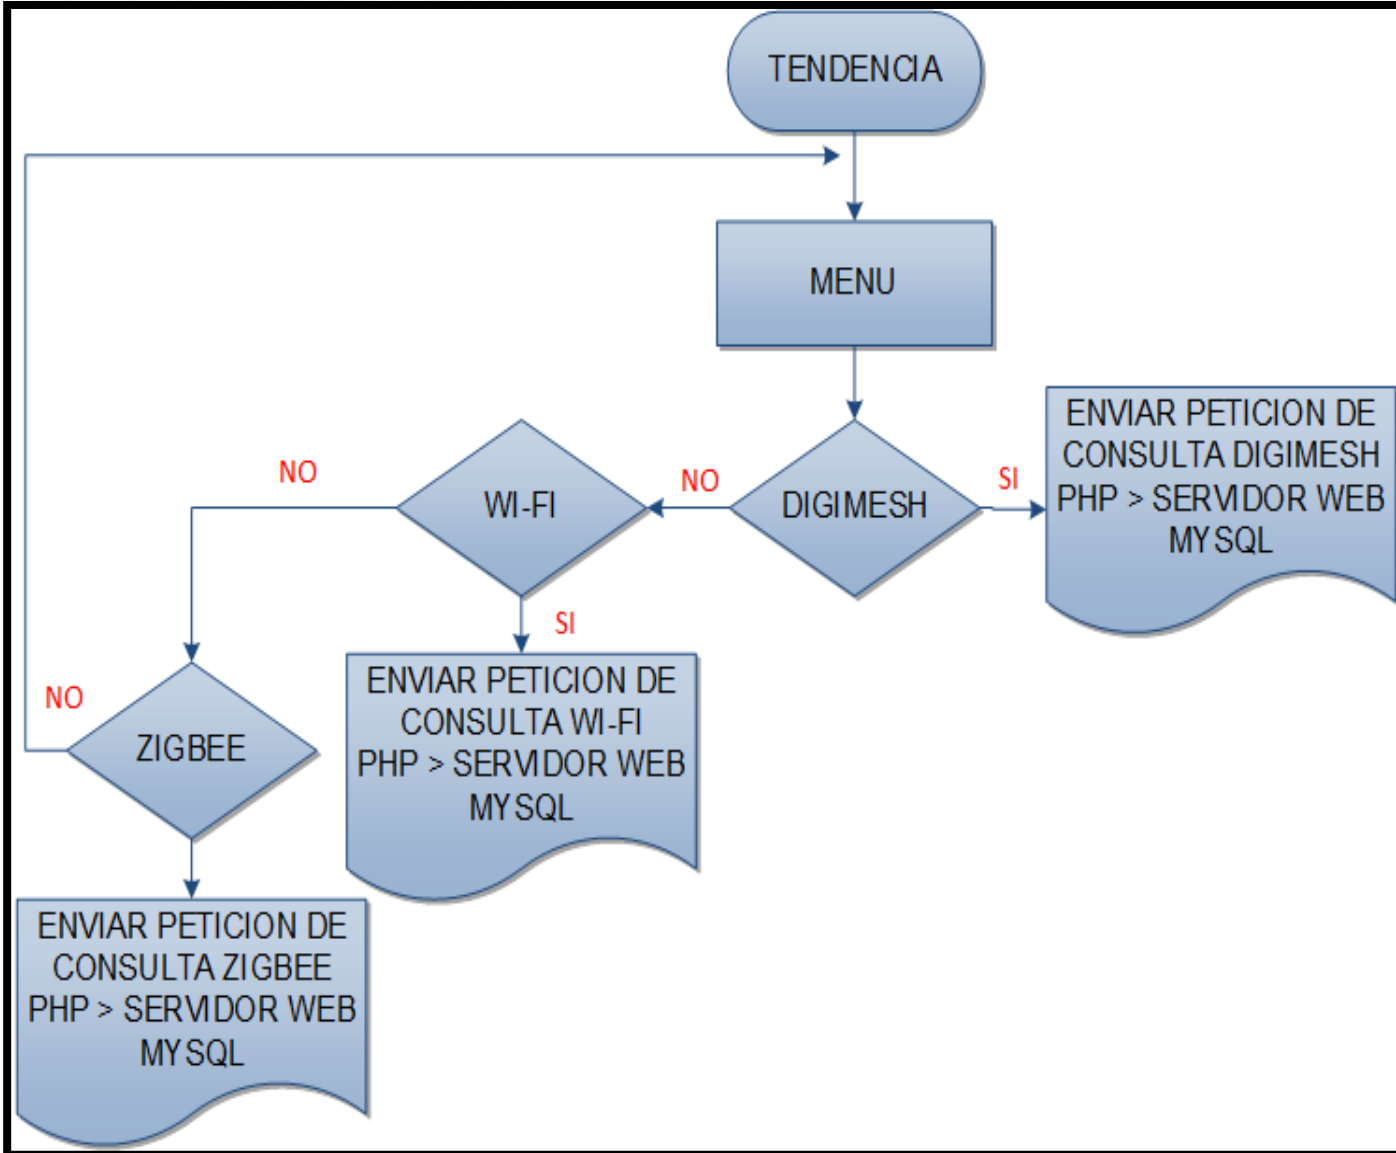 TENDENCIA
MENU
DIGIMESH
SI
ENVIAR PETICION DE
CONSULTA DIGIMESH
PHP > SERVIDOR WEB
MYSQL
NO
WI-FI
SI
ENVIAR PETICION DE
CONSULTA WI-FI
PHP > SERVIDOR WEB
MYSQL
NO
ZIGBEE
NO
ENVIAR PETICION DE
CONSULTA ZIGBEE
PHP > SERVIDOR WEB
MYSQL